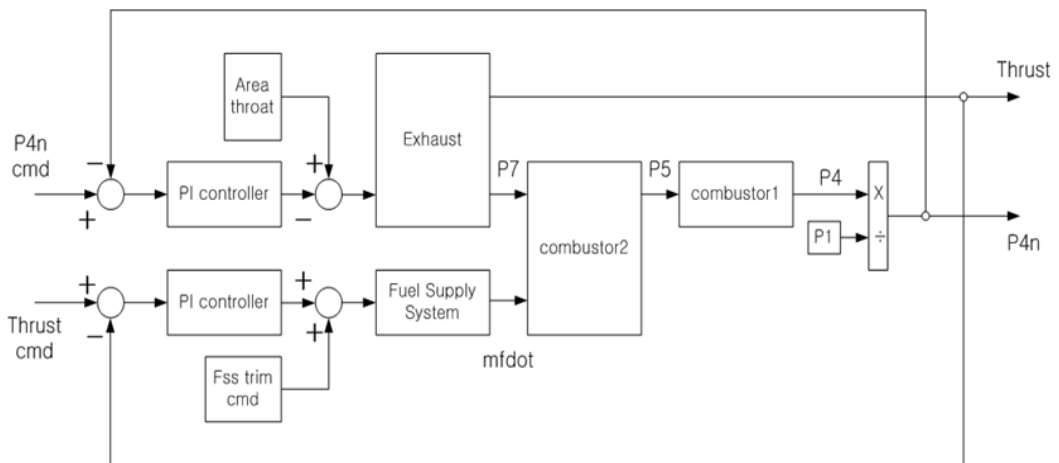 Area
throat
Thrust
P4n
cmd
−
+
PI controller
+
−
Exhaust
P7
P5
combustor1
P4
X
P1
÷
P4n
combustor2
+
−
Thrust
cmd
PI controller
+
+
Fuel Supply
System
mfdot
Fss trim
cmd